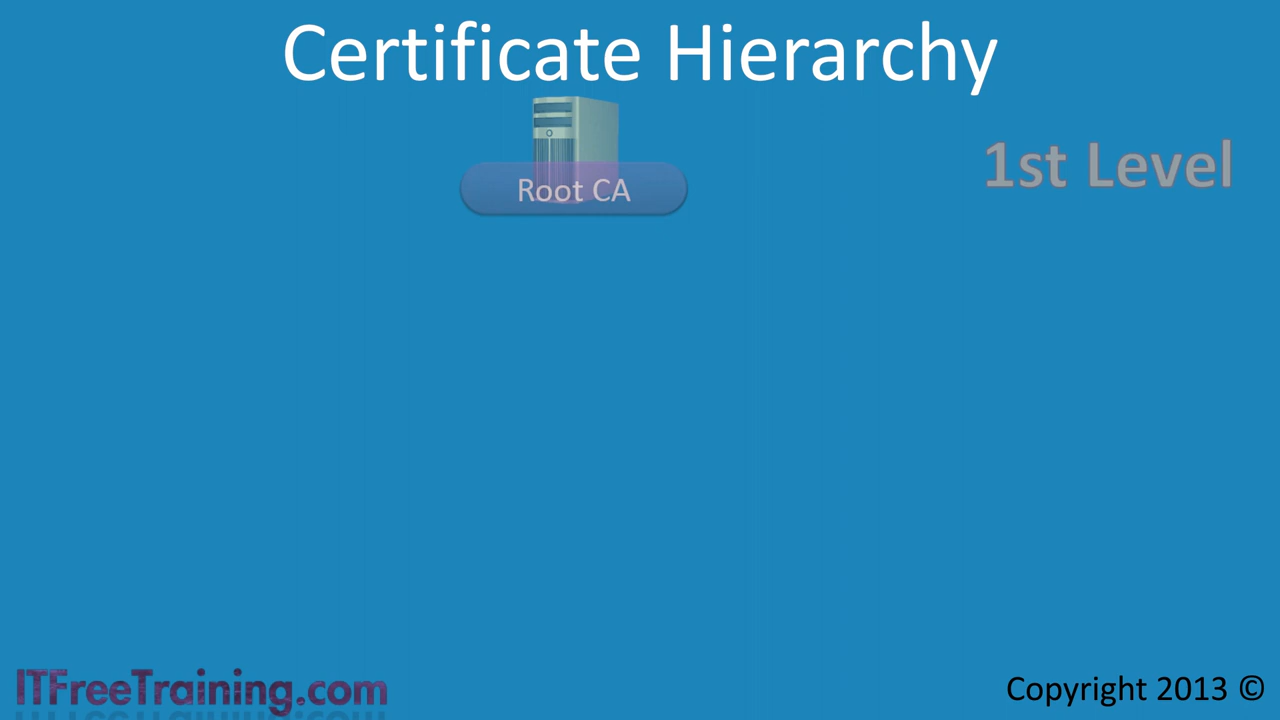 Certificate Hierarchy
1st Level
Root CA
ITFreeTraining.com
Copyright 2013 ©